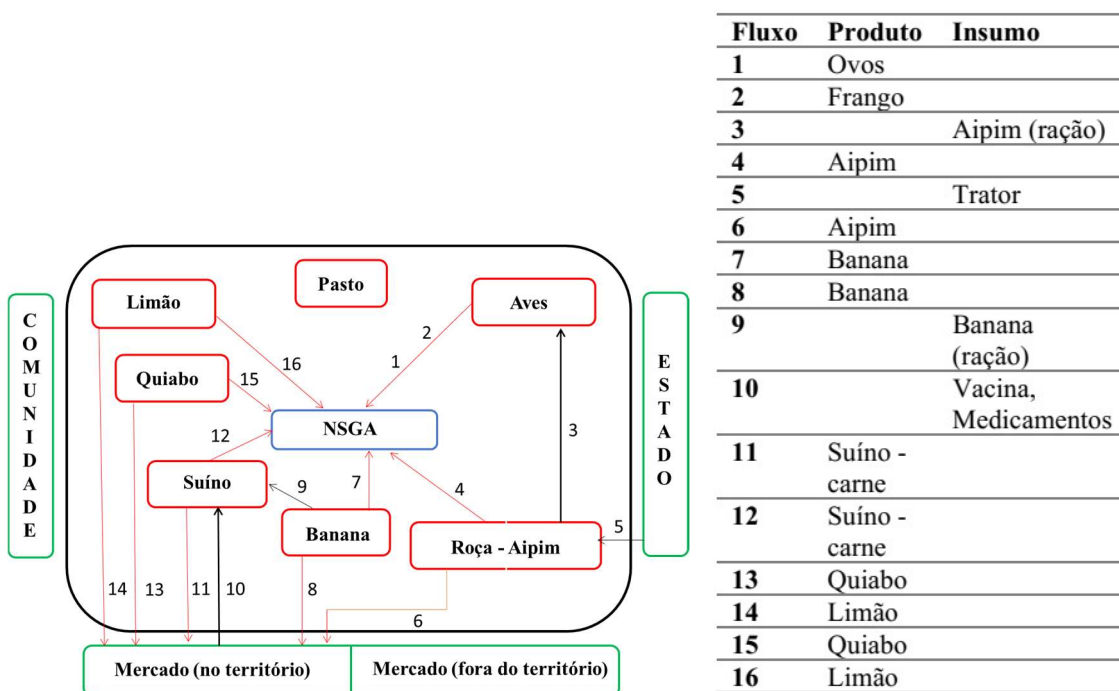 Fluxo Produto Insumo
1 Ovos
2 Frango
3 Aipim (ração)
4 Aipim
5 Trator
6 Aipim
7 Banana
8 Banana
9 Banana
(ração)
10 Vacina,
Medicamentos
11 Suíno -
carne
12 Suíno -
carne
13 Quiabo
14 Limão
15 Quiabo
16 Limão
COMUNIDADE
Pasto
Limão
Aves
2
16
1
Quiabo
15
NSGA
3
12
Suíno
9
7
4
Banana
Roça - Aipim
5
ESTADO
14
13
11
10
8
6
Mercado (no território)
Mercado (fora do território)